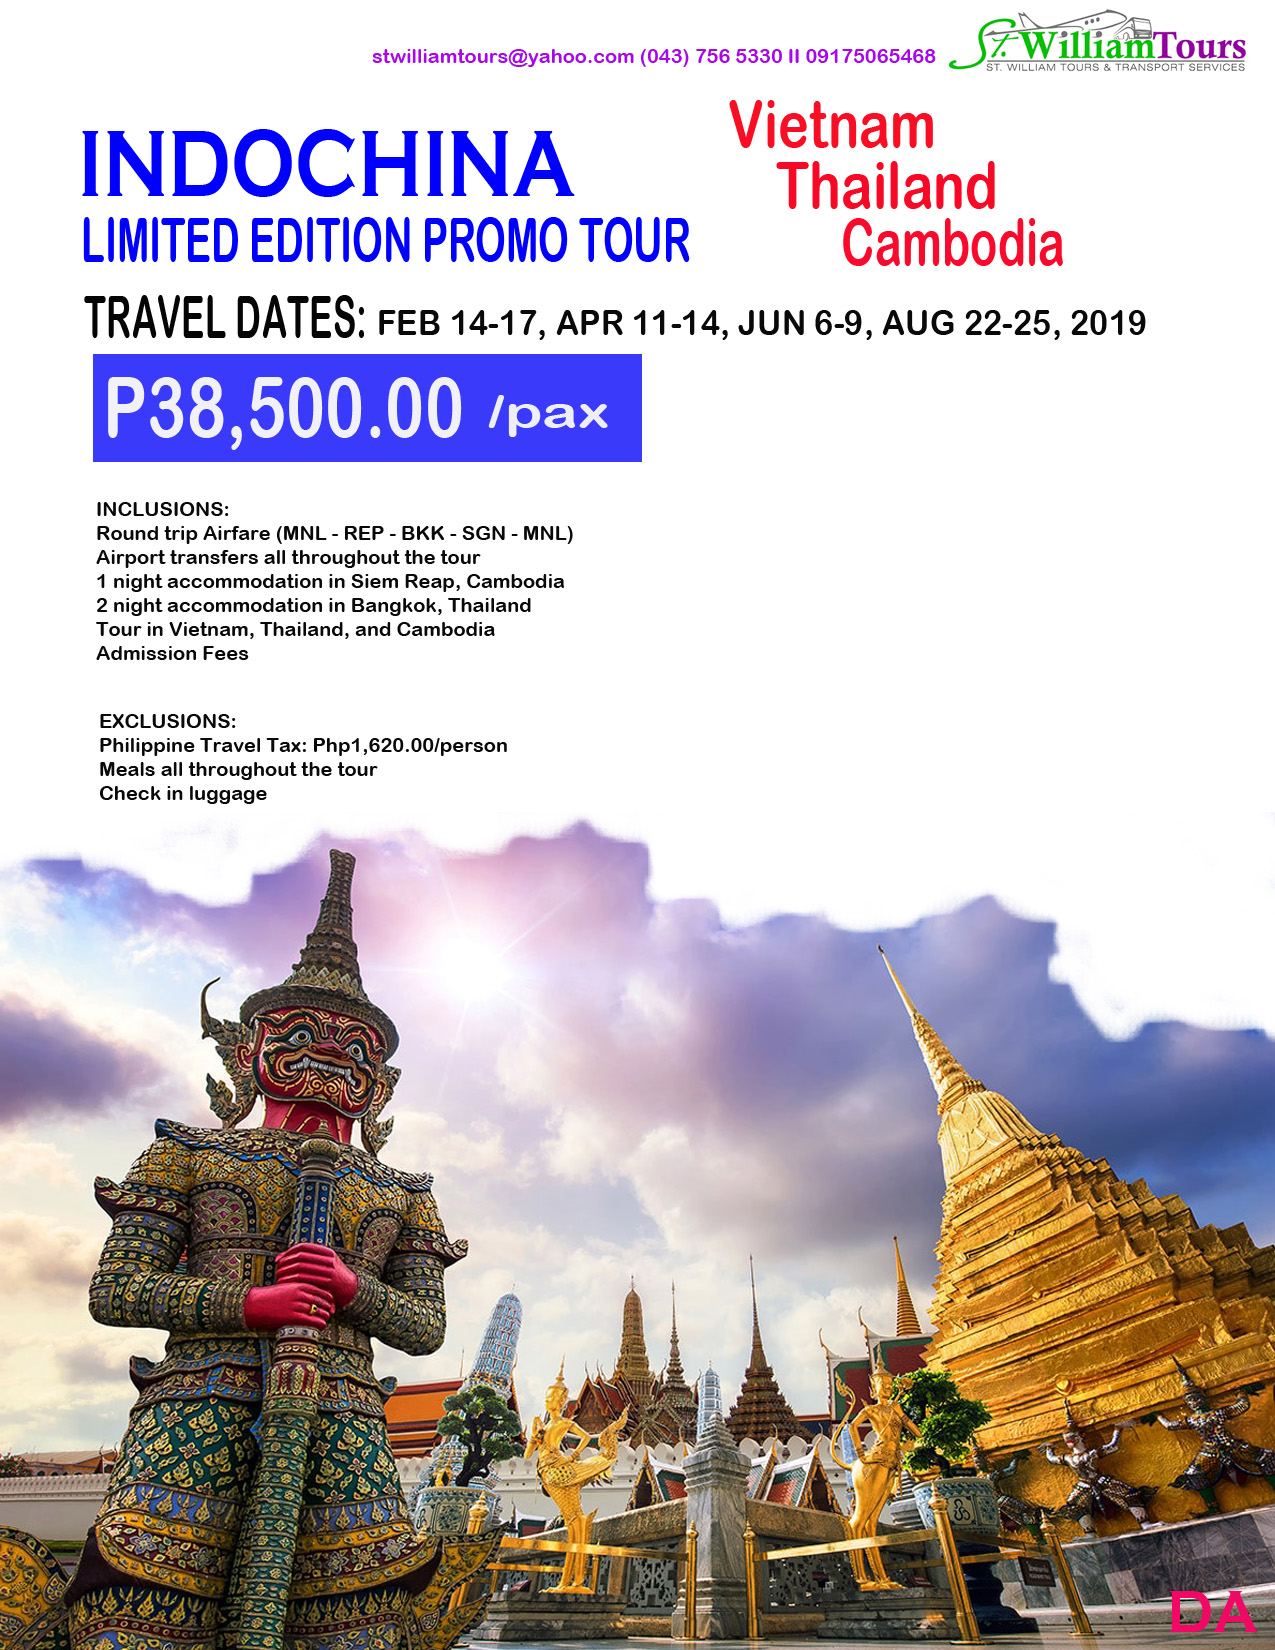 stwilliamtours@yahoo.com (043) 756 5330 II 09175065468
St. WilliamTours
ST. WILLIAM TOURS & TRANSPORT SERVICES
INDOCHINA
LIMITED EDITION PROMO TOUR
Vietnam
Thailand
Cambodia
TRAVEL DATES: FEB 14-17, APR 11-14, JUN 6-9, AUG 22-25, 2019
P38,500.00 /pax
INCLUSIONS:
Round trip Airfare (MNL - REP - BKK - SGN - MNL)
Airport transfers all throughout the tour
1 night accommodation in Siem Reap, Cambodia
2 night accommodation in Bangkok, Thailand
Tour in Vietnam, Thailand, and Cambodia
Admission Fees
EXCLUSIONS:
Philippine Travel Tax: Php1,620.00/person
Meals all throughout the tour
Check in luggage
DA